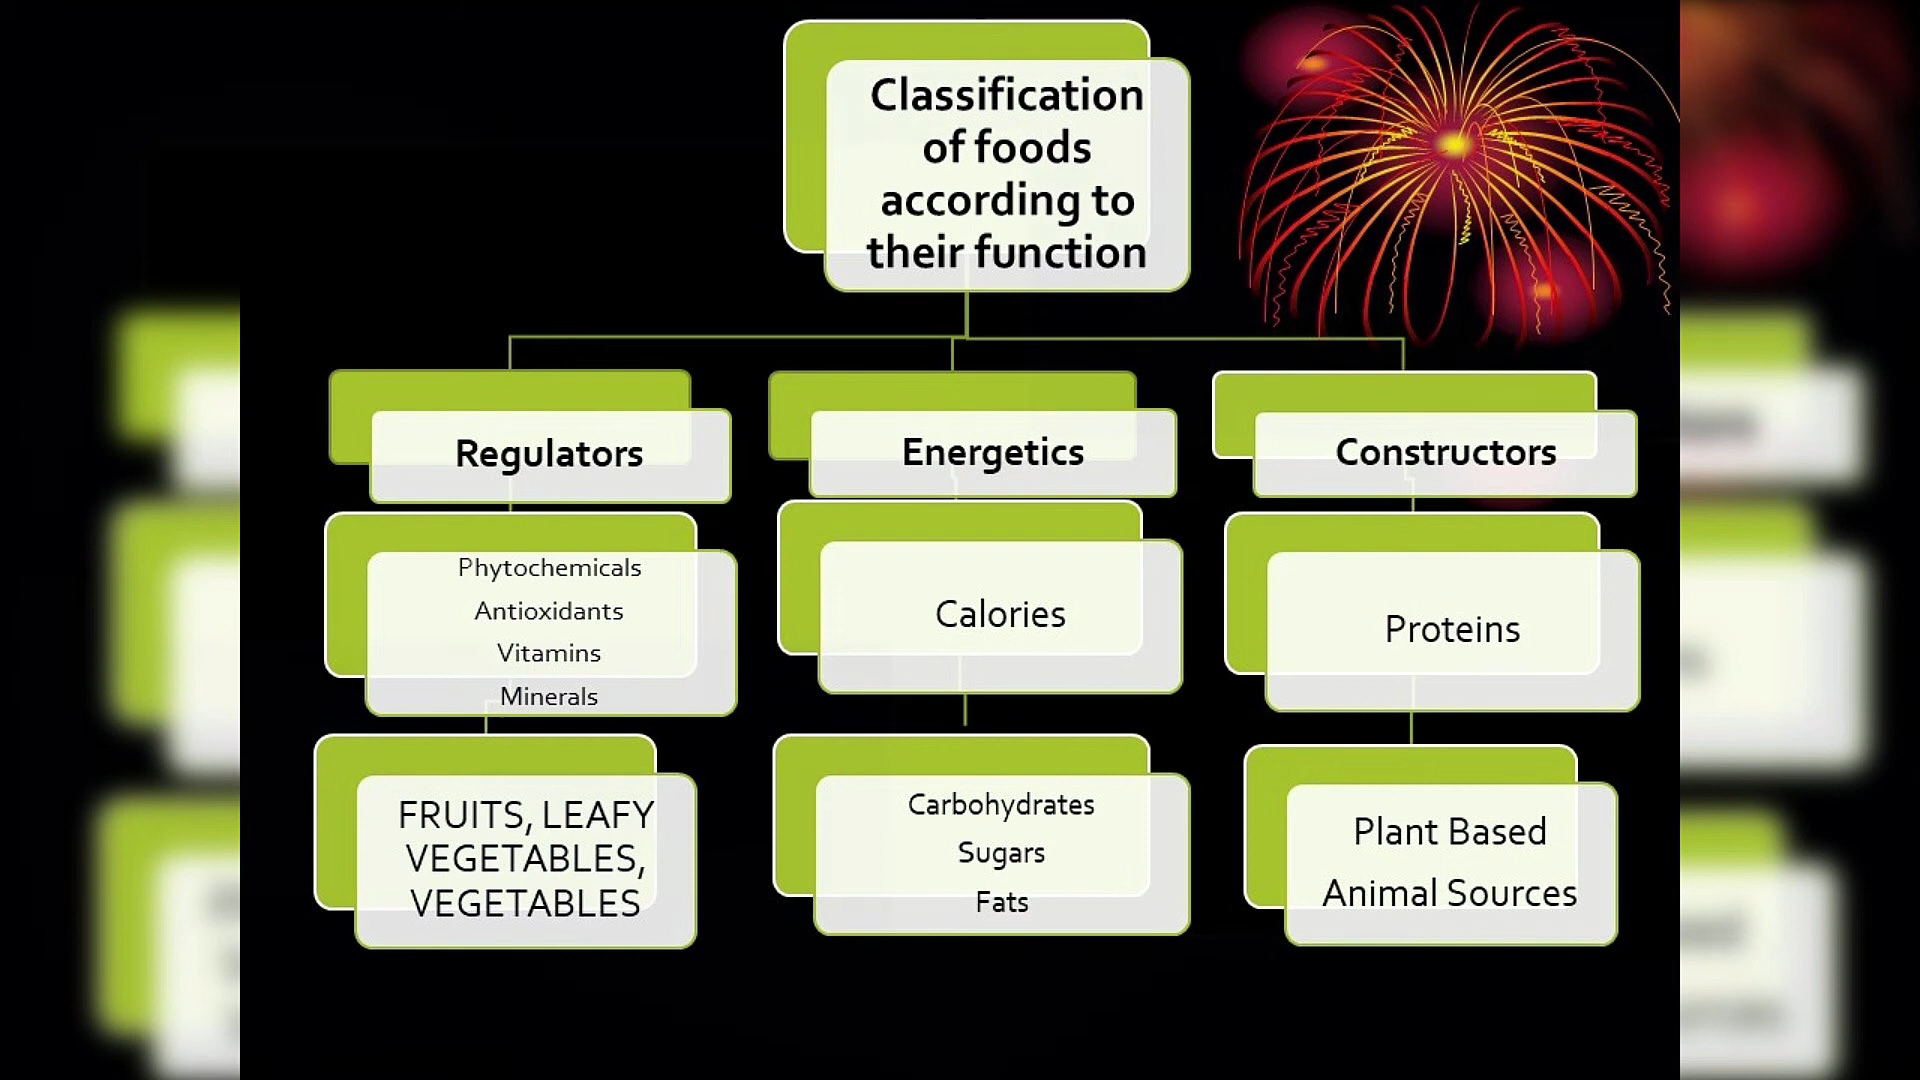 Classification
of foods
according to
their function
Regulators
Energetics
Constructors
Phytochemicals
Antioxidants
Vitamins
Minerals
Calories
Proteins
FRUITS, LEAFY
VEGETABLES,
VEGETABLES
Carbohydrates
Sugars
Fats
Plant Based
Animal Sources